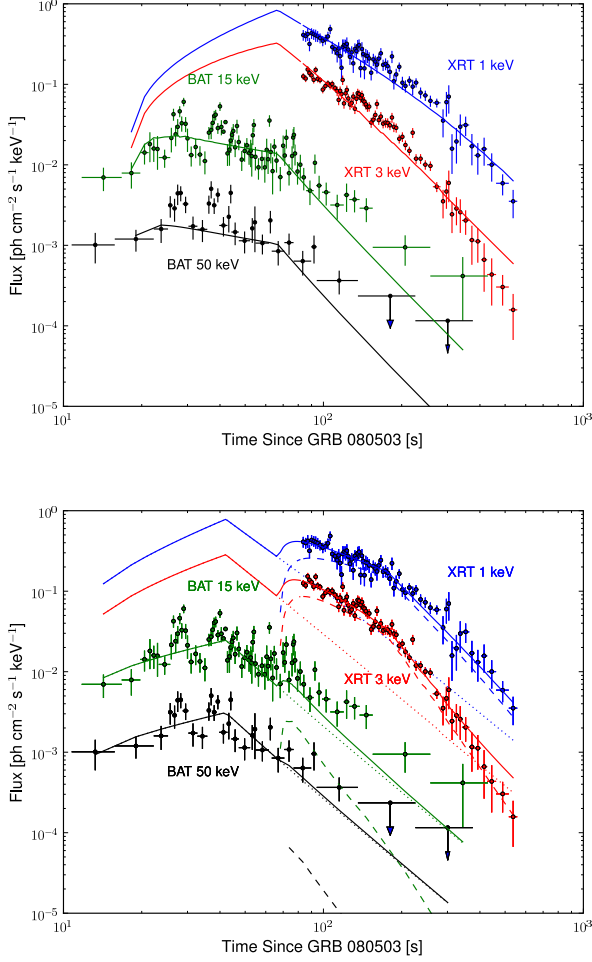 10^0
10^-1
10^-2
10^-3
10^-4
10^-5
Flux [ph cm^-2 s^-1 keV^-1]
BAT 15 keV
XRT 1 keV
XRT 3 keV
BAT 50 keV
10^1 10^2 10^3
Time Since GRB 080503 [s]
10^0
10^-1
10^-2
10^-3
10^-4
10^-5
Flux [ph cm^-2 s^-1 keV^-1]
BAT 15 keV
XRT 1 keV
XRT 3 keV
BAT 50 keV
10^1 10^2 10^3
Time Since GRB 080503 [s]